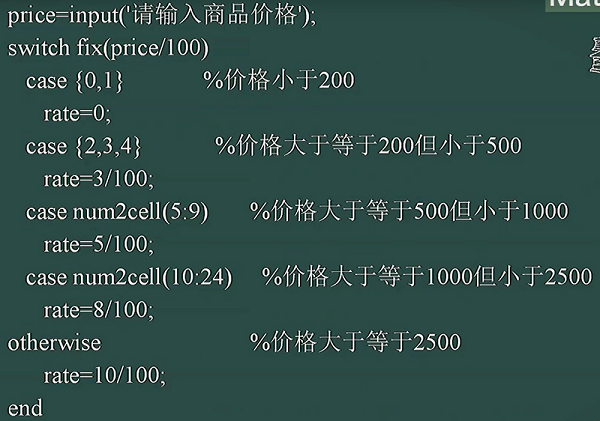 Mat
price=input('请输入商品价格');
switch fix(price/100)
case {0,1} %价格小于200
rate=0;
case {2,3,4} %价格大于等于200但小于500
rate=3/100;
case num2cell(5:9) %价格大于等于500但小于1000
rate=5/100;
case num2cell(10:24) %价格大于等于1000但小于2500
rate=8/100;
otherwise %价格大于等于2500
rate=10/100;
end